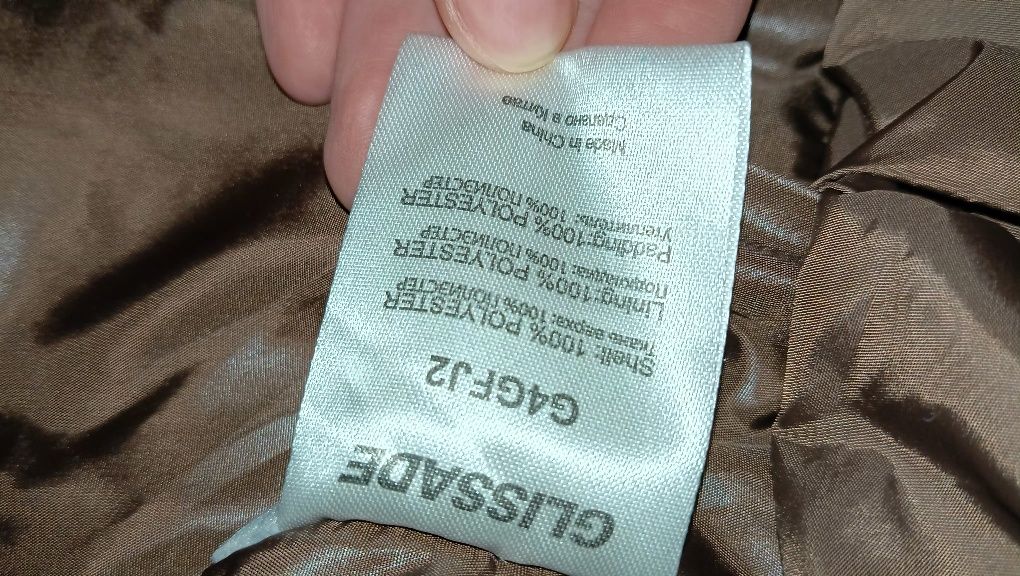 GLISSADE
G4GFJ2
Shell: 100% POLYESTER
Ткань верха: 100% ПОЛИЭСТЕР
Lining: 100% POLYESTER
Подкладка: 100% ПОЛИЭСТЕР
Padding:100% POLYESTER
Утеплитель: 100% ПОЛИЭСТЕР
Made in China
Сделано в Китае